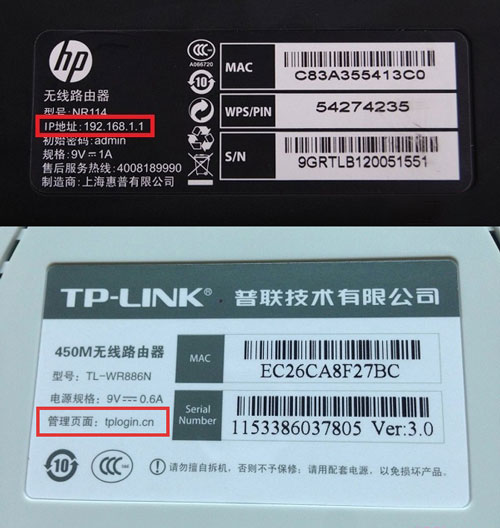 hp
无线路由器
型号: NR114
IP地址: 192.168.1.1
初始密码: admin
规格: 9V⎓1A
售后服务热线: 4008189990
制造商: 上海惠普有限公司
A066720
10
MAC
C83A355413C0
WPS/PIN
54274235
S/N
9GRTLB120051551
TP-LINK® 普联技术有限公司
450M无线路由器
型号: TL-WR886N
电源规格: 9V⎓0.6A
管理页面: tplogin.cn
MAC
EC26CA8F27BC
Serial
Number
1153386037805 Ver:3.0
10
请勿擅自拆机,否则不予保修;请用配套电源,以免损坏产品。